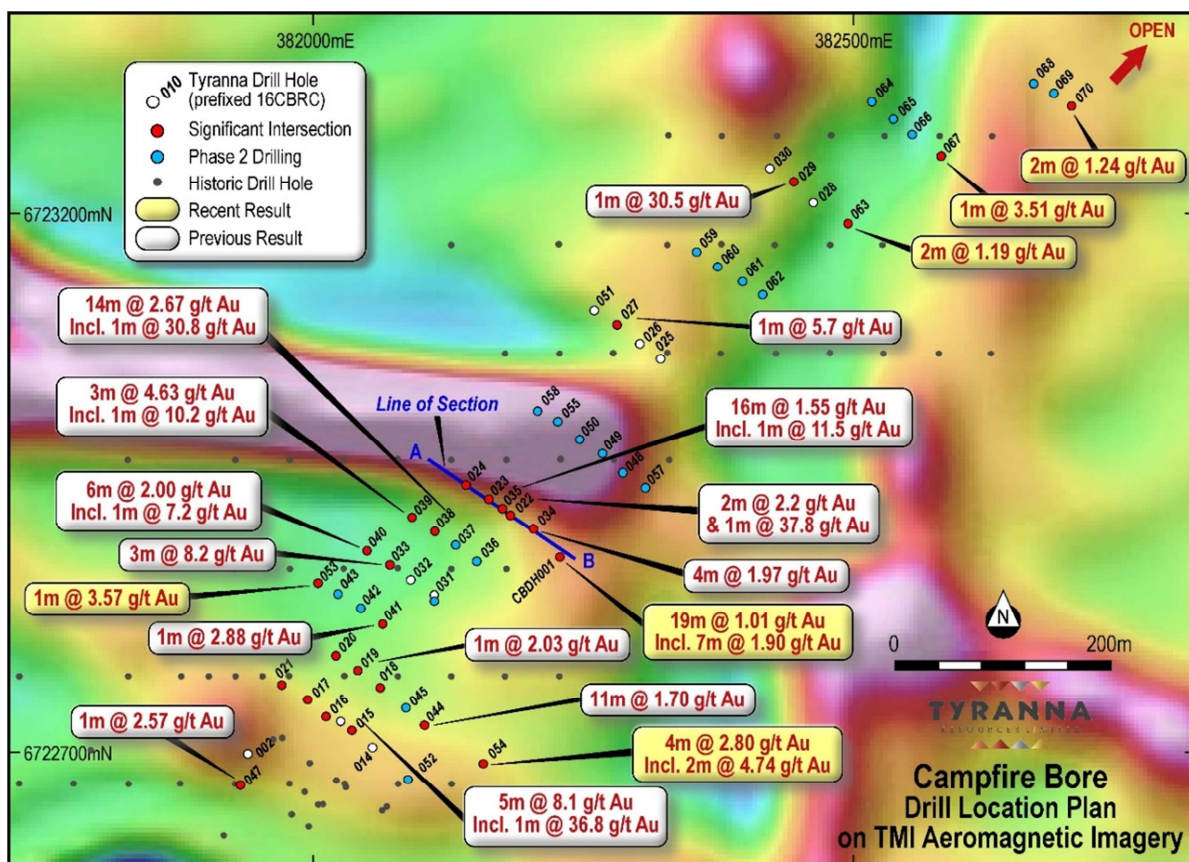 382000mE
382500mE
OPEN
010
Tyranna Drill Hole
(prefixed 16CBRC)
Significant Intersection
Phase 2 Drilling
Historic Drill Hole
Recent Result
Previous Result
6723200mN
068
069
070
064
065
066
067
2m @ 1.24 g/t Au
030
029
028
063
1m @ 30.5 g/t Au
1m @ 3.51 g/t Au
2m @ 1.19 g/t Au
059
060
061
062
051
027
026
025
1m @ 5.7 g/t Au
14m @ 2.67 g/t Au
Incl. 1m @ 30.8 g/t Au
3m @ 4.63 g/t Au
Incl. 1m @ 10.2 g/t Au
Line of Section
058
055
050
049
048
057
16m @ 1.55 g/t Au
Incl. 1m @ 11.5 g/t Au
A
024
023
035
022
034
B
CBDH001
6m @ 2.00 g/t Au
Incl. 1m @ 7.2 g/t Au
2m @ 2.2 g/t Au
& 1m @ 37.8 g/t Au
039
038
037
036
040
033
032
031
3m @ 8.2 g/t Au
4m @ 1.97 g/t Au
053
043
042
041
1m @ 3.57 g/t Au
19m @ 1.01 g/t Au
Incl. 7m @ 1.90 g/t Au
N
0
200m
1m @ 2.88 g/t Au
1m @ 2.03 g/t Au
020
019
018
045
044
021
017
016
015
014
11m @ 1.70 g/t Au
1m @ 2.57 g/t Au
002
047
052
054
6722700mN
4m @ 2.80 g/t Au
Incl. 2m @ 4.74 g/t Au
5m @ 8.1 g/t Au
Incl. 1m @ 36.8 g/t Au
TYRANNA
RESOURCES LIMITED
Campfire Bore
Drill Location Plan
on TMI Aeromagnetic Imagery